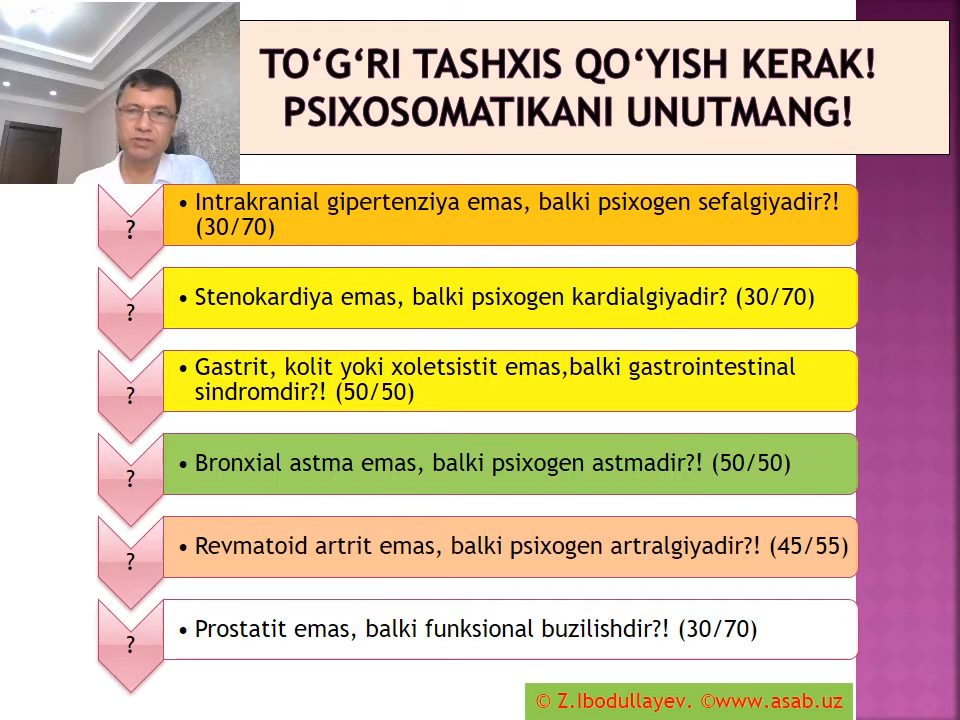 TO‘G‘RI TASHXIS QO‘YISH KERAK!
PSIXOSOMATIKANI UNUTMANG!
?
• Intrakranial gipertenziya emas, balki psixogen sefalgiyadir?!
(30/70)
?
• Stenokardiya emas, balki psixogen kardialgiyadir? (30/70)
?
• Gastrit, kolit yoki xoletsistit emas,balki gastrointestinal
sindromdir?! (50/50)
?
• Bronxial astma emas, balki psixogen astmadir?! (50/50)
?
• Revmatoid artrit emas, balki psixogen artralgiyadir?! (45/55)
?
• Prostatit emas, balki funksional buzilishdir?! (30/70)
© Z.Ibodullayev. ©www.asab.uz